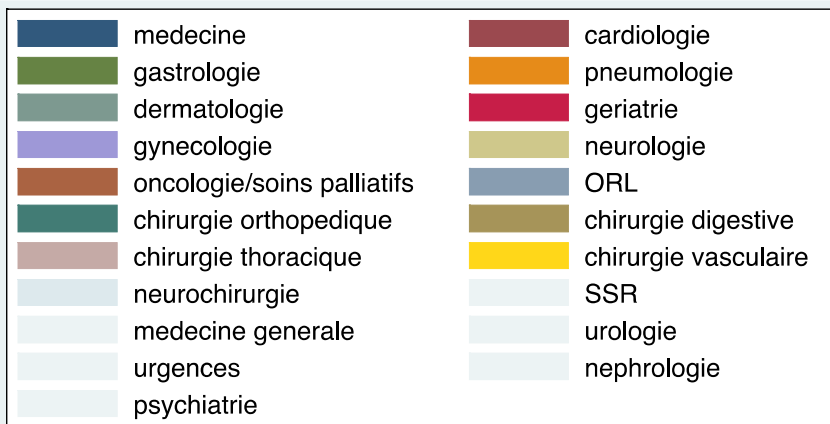 medecine cardiologie
gastrologie pneumologie
dermatologie geriatrie
gynecologie neurologie
oncologie/soins palliatifs ORL
chirurgie orthopedique chirurgie digestive
chirurgie thoracique chirurgie vasculaire
neurochirurgie SSR
medecine generale urologie
urgences nephrologie
psychiatrie